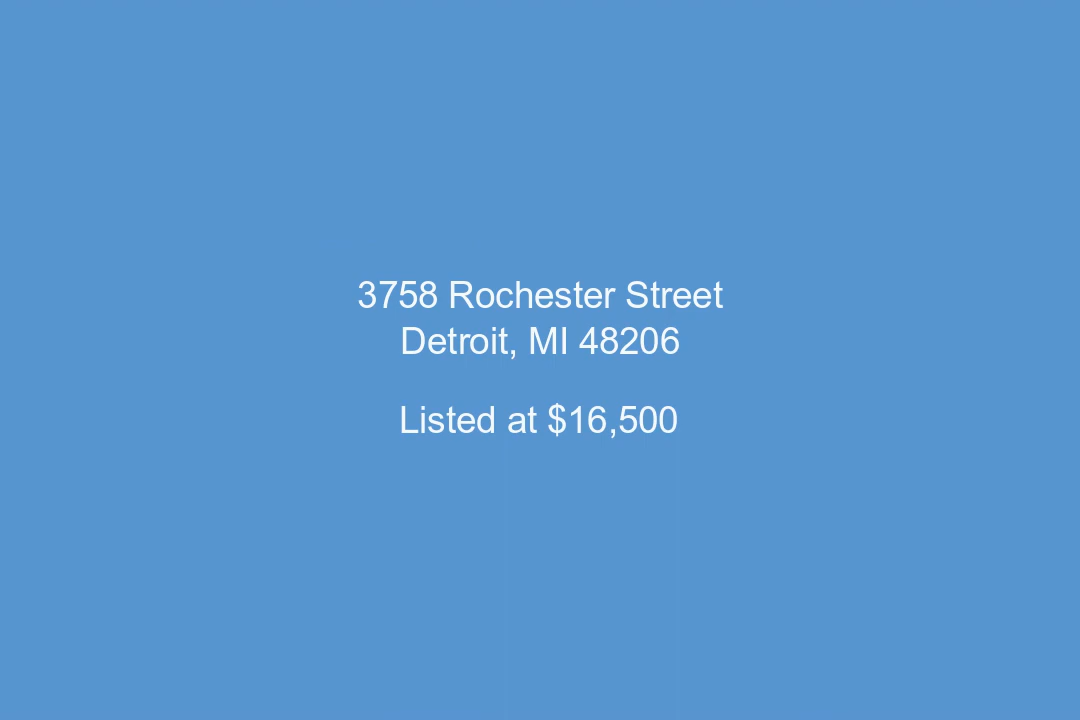 3758 Rochester Street
Detroit, MI 48206
Listed at $16,500